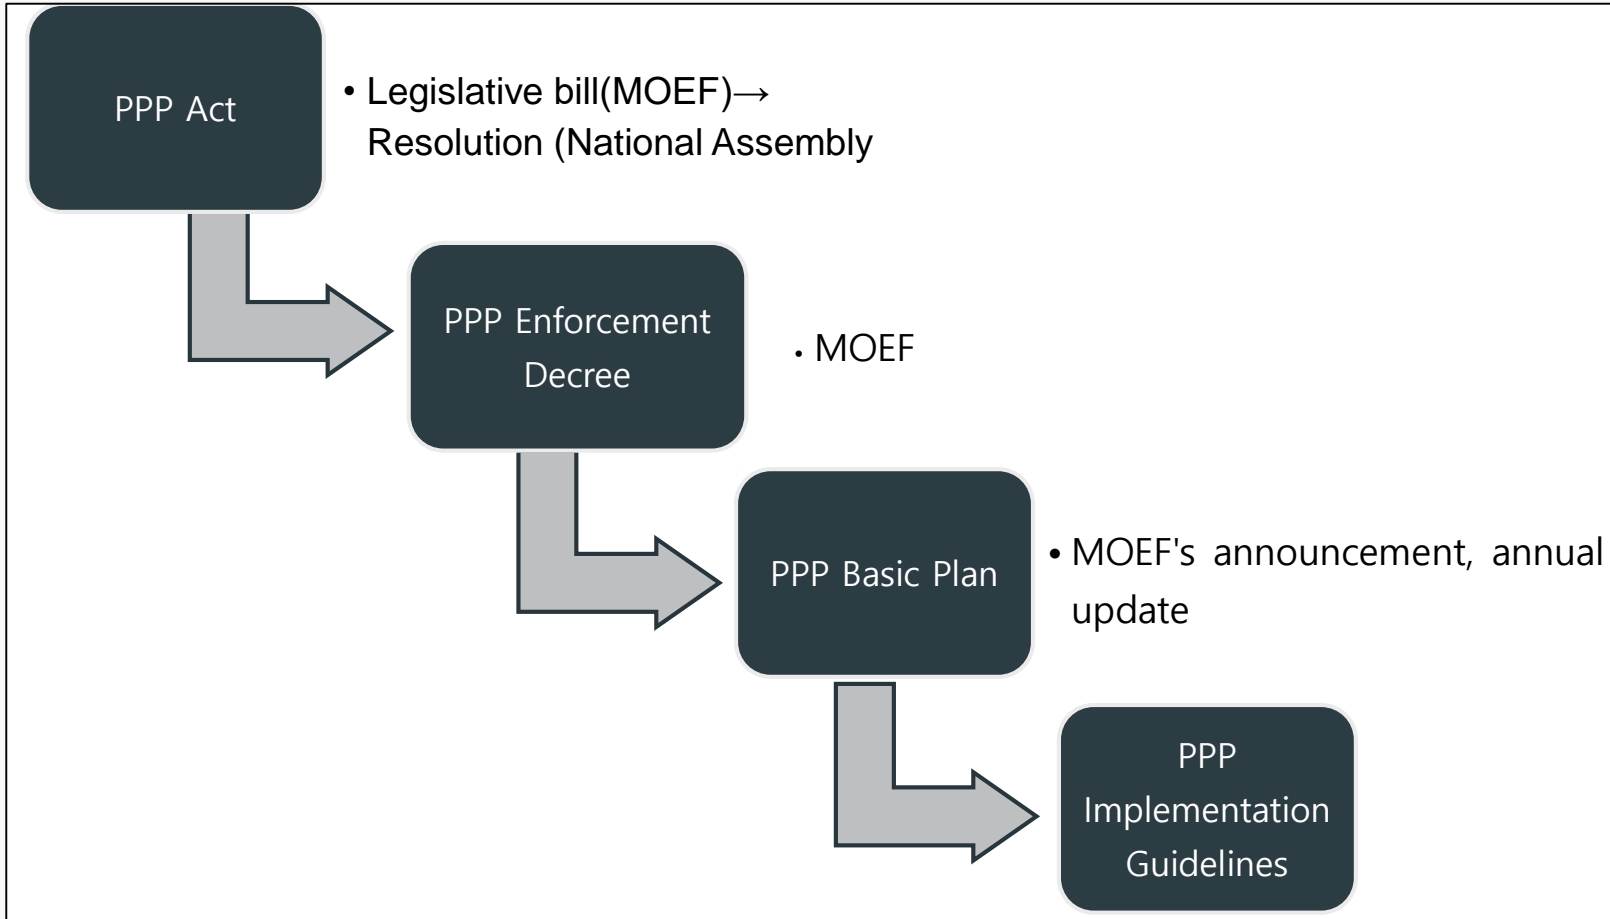 PPP Act
• Legislative bill(MOEF)→
Resolution (National Assembly
PPP Enforcement
Decree
• MOEF
PPP Basic Plan
• MOEF's announcement, annual
update
PPP
Implementation
Guidelines